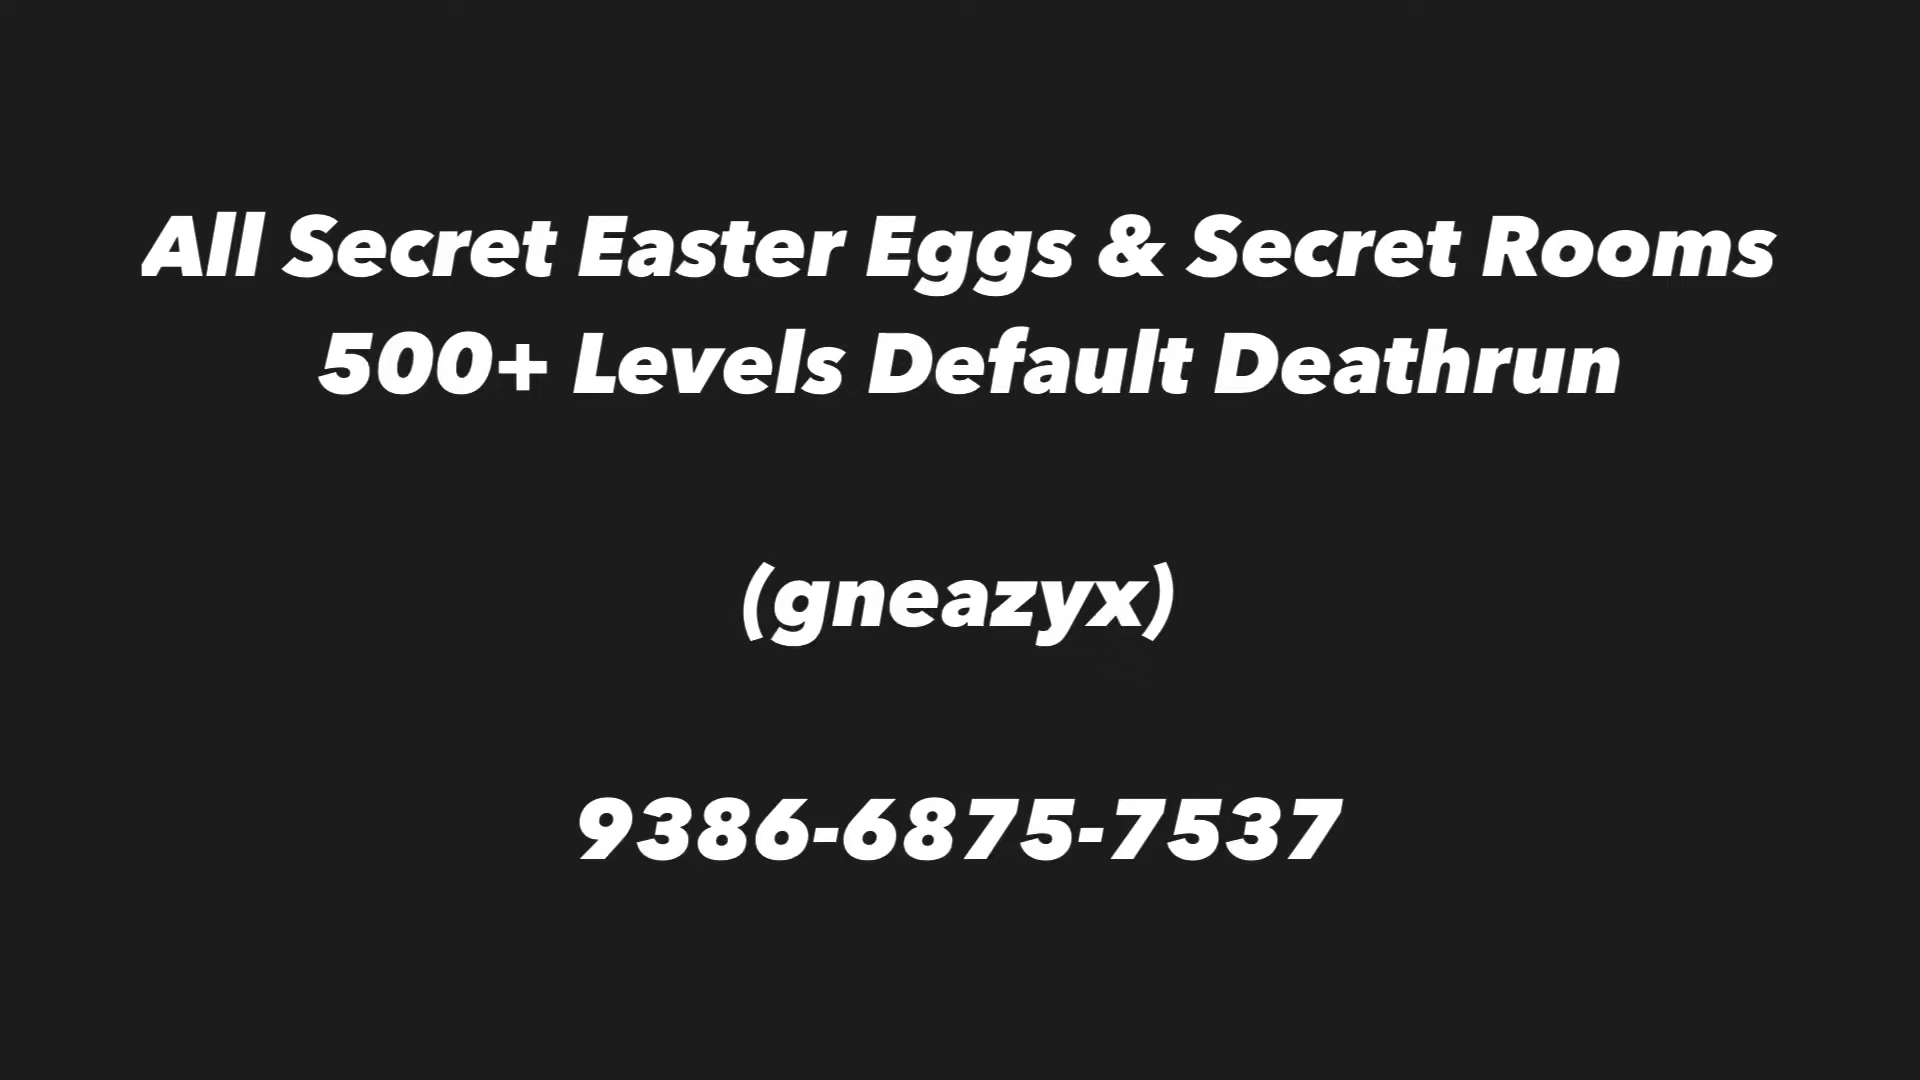 All Secret Easter Eggs & Secret Rooms
500+ Levels Default Deathrun
(gneazyx)
9386-6875-7537